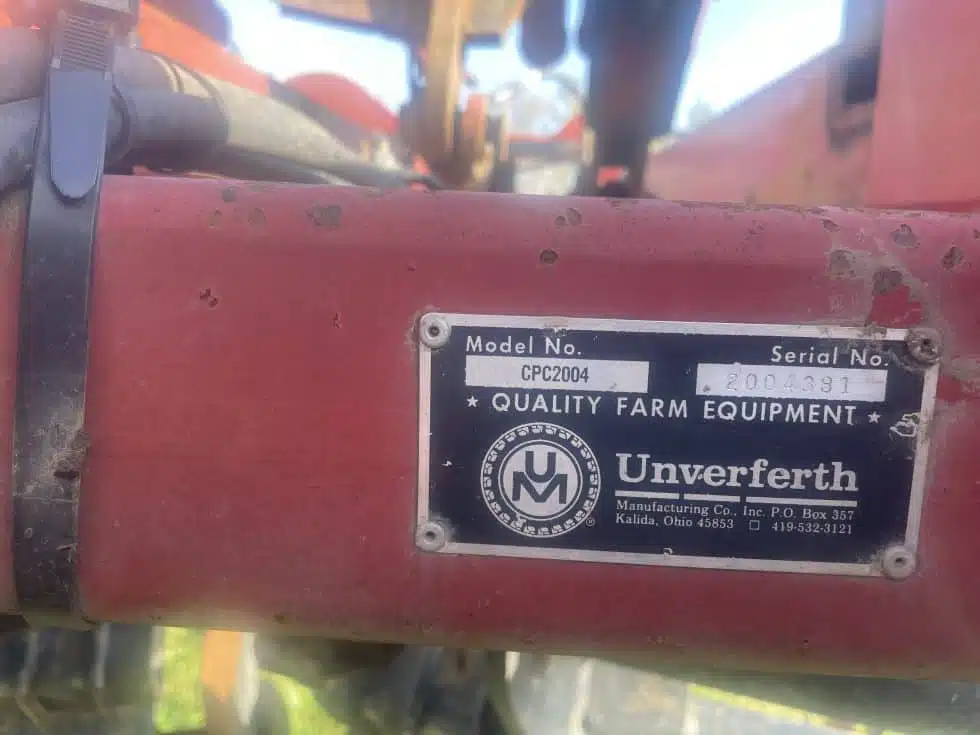 Model No. Serial No.
CPC2004 2004381
★ QUALITY FARM EQUIPMENT ★
UM ®
Unverferth
Manufacturing Co., Inc. P.O. Box 357
Kalida, Ohio 45853 □ 419-532-3121